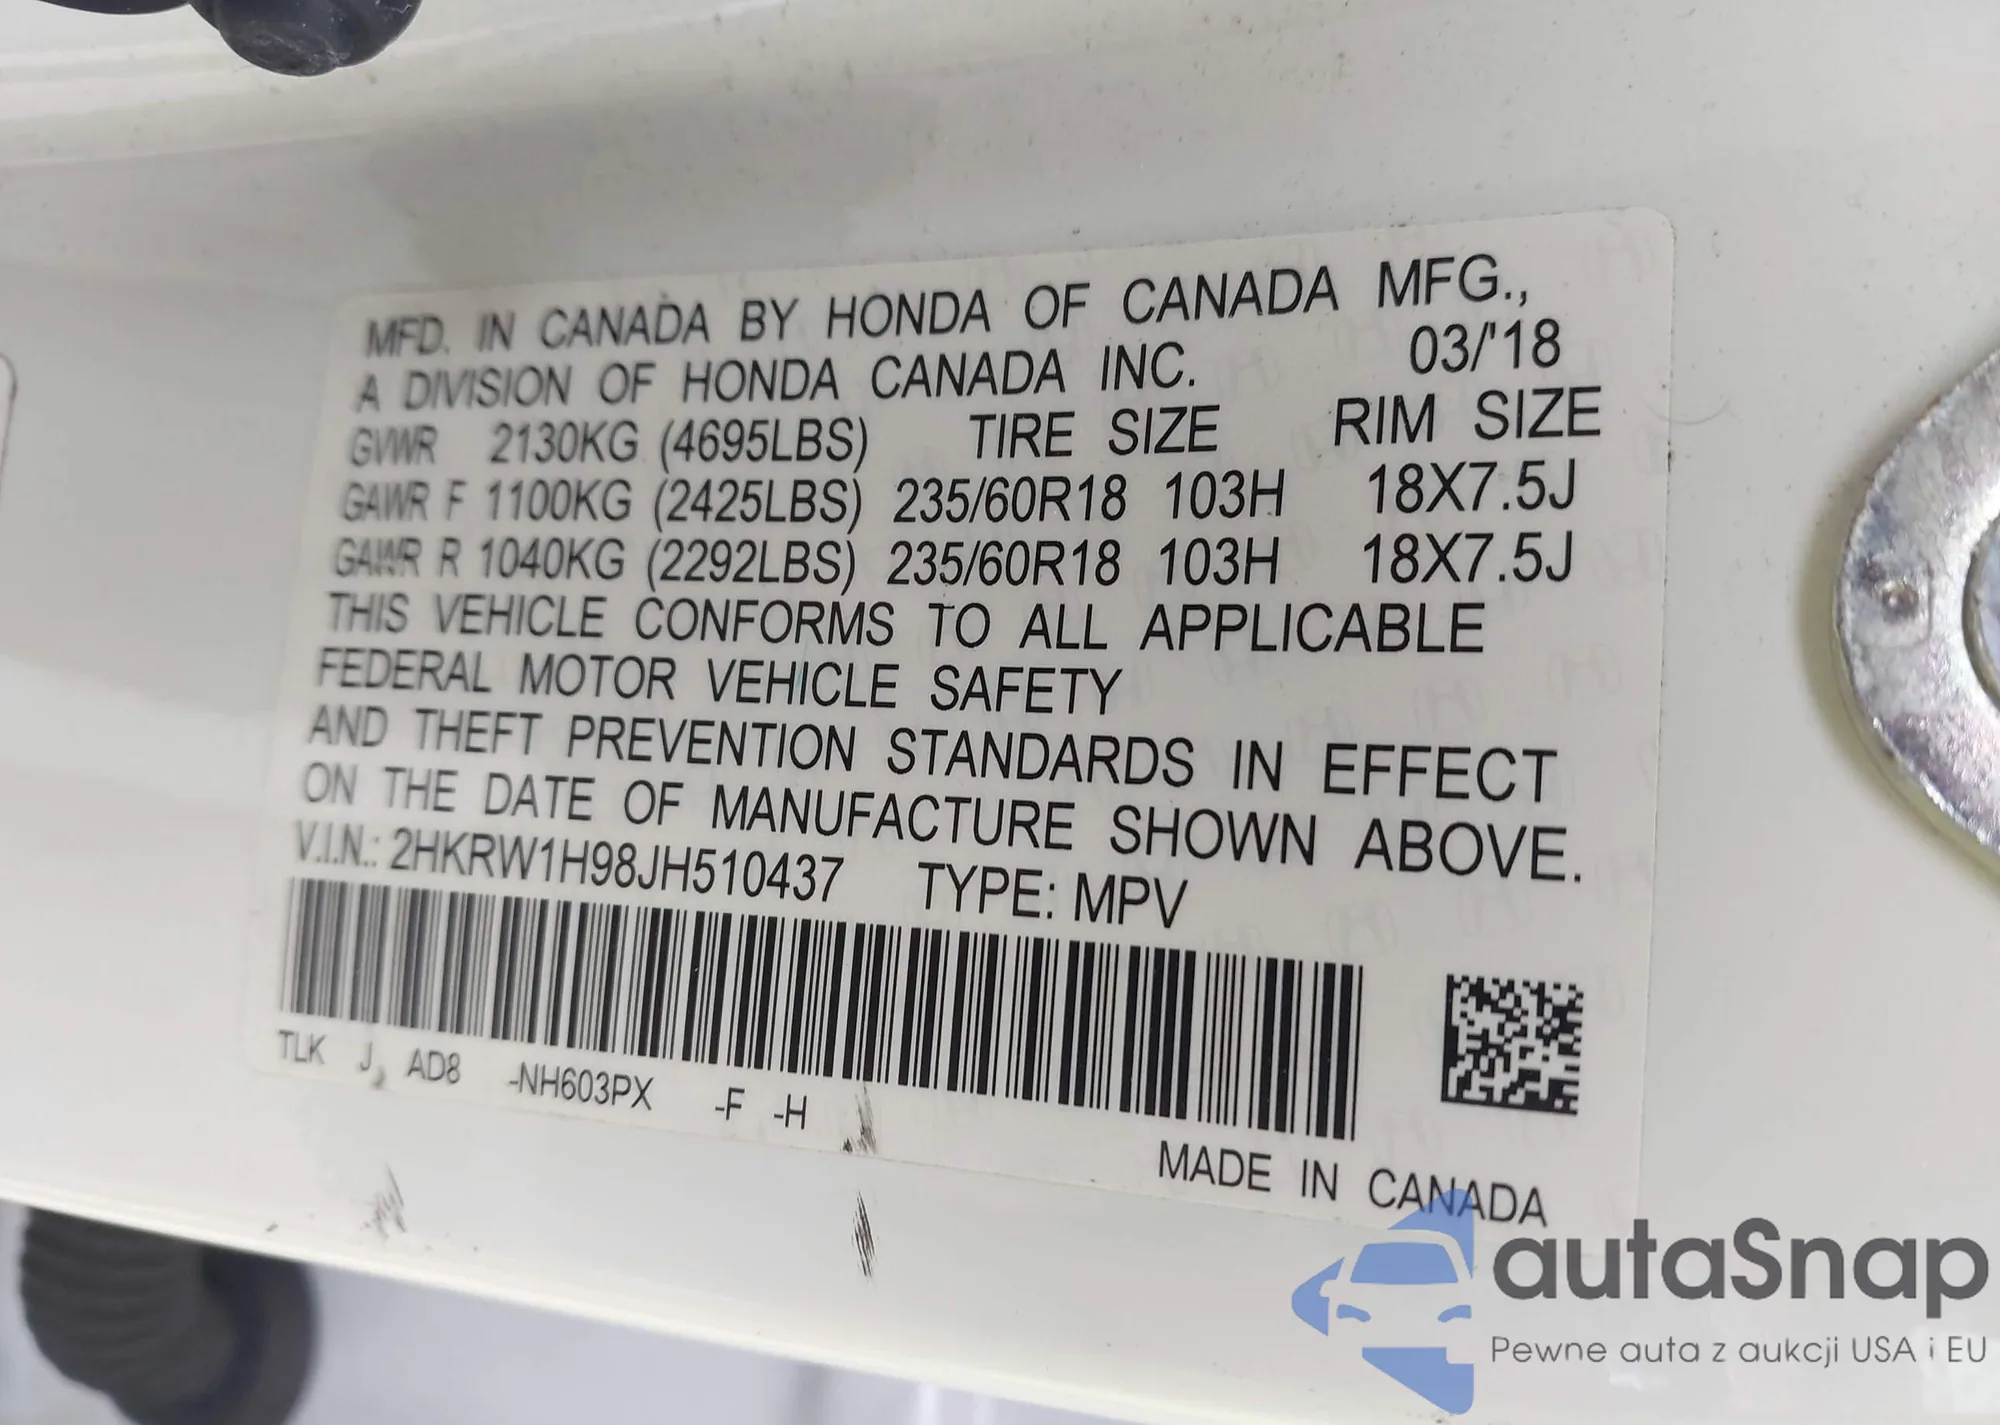 MFD. IN CANADA BY HONDA OF CANADA MFG.,
A DIVISION OF HONDA CANADA INC. 03/'18
GVWR 2130KG (4695LBS) TIRE SIZE RIM SIZE
GAWR F 1100KG (2425LBS) 235/60R18 103H 18X7.5J
GAWR R 1040KG (2292LBS) 235/60R18 103H 18X7.5J
THIS VEHICLE CONFORMS TO ALL APPLICABLE
FEDERAL MOTOR VEHICLE SAFETY
AND THEFT PREVENTION STANDARDS IN EFFECT
ON THE DATE OF MANUFACTURE SHOWN ABOVE.
V.I.N.: 2HKRW1H98JH510437 TYPE: MPV
TLK J AD8 -NH603PX -F -H
MADE IN CANADA
autaSnap
Pewne auta z aukcji USA i EU